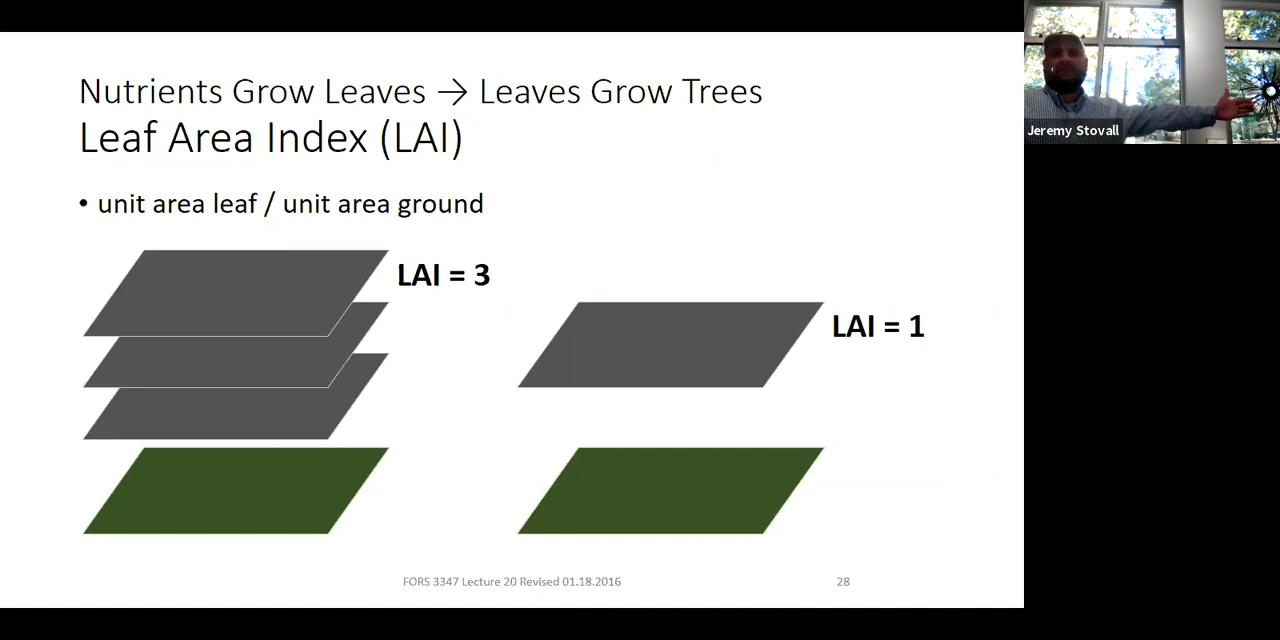 Nutrients Grow Leaves → Leaves Grow Trees
Leaf Area Index (LAI)
• unit area leaf / unit area ground
LAI = 3
LAI = 1
FORS 3347 Lecture 20 Revised 01.18.2016
28
Jeremy Stovall